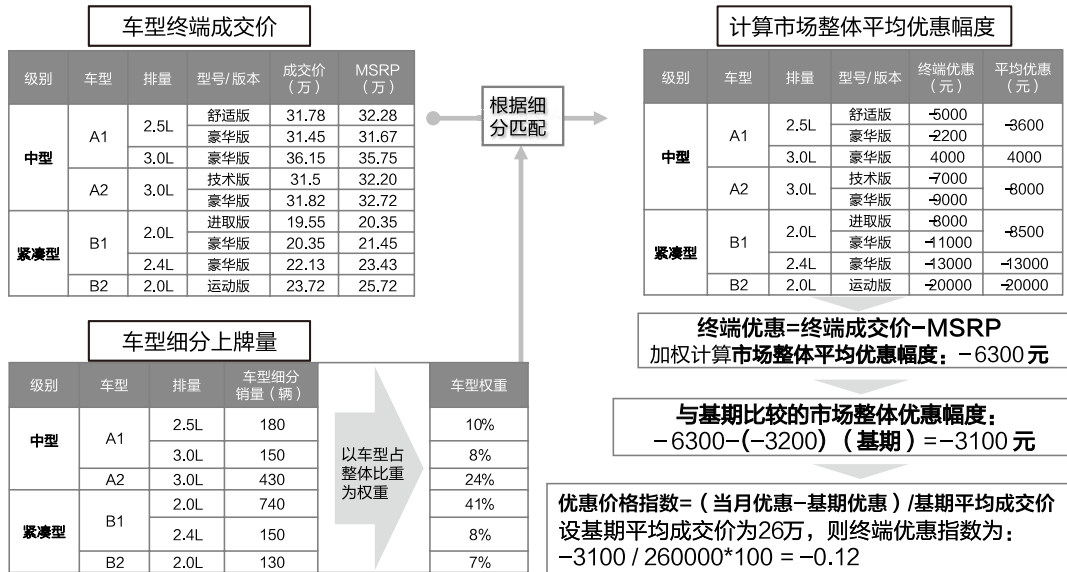 车型终端成交价
级别 车型 排量 型号/版本 成交价（万） MSRP（万）
中型 A1 2.5L 舒适版 31.78 32.28
豪华版 31.45 31.67
3.0L 豪华版 36.15 35.75
A2 3.0L 技术版 31.5 32.20
豪华版 31.82 32.72
紧凑型 B1 2.0L 进取版 19.55 20.35
豪华版 20.35 21.45
2.4L 豪华版 22.13 23.43
B2 2.0L 运动版 23.72 25.72
根据细
分匹配
计算市场整体平均优惠幅度
级别 车型 排量 型号/版本 终端优惠（元） 平均优惠（元）
中型 A1 2.5L 舒适版 -5000 -3600
豪华版 -2200
3.0L 豪华版 4000 4000
A2 3.0L 技术版 -7000 -8000
豪华版 -9000
紧凑型 B1 2.0L 进取版 -8000 -8500
豪华版 -11000
2.4L 豪华版 -13000 -13000
B2 2.0L 运动版 -20000 -20000
车型细分上牌量
级别 车型 排量 车型细分销量（辆）
中型 A1 2.5L 180
3.0L 150
A2 3.0L 430
紧凑型 B1 2.0L 740
2.4L 150
B2 2.0L 130
以车型占
整体比重
为权重
车型权重
10%
8%
24%
41%
8%
7%
终端优惠=终端成交价-MSRP
加权计算市场整体平均优惠幅度：-6300 元
与基期比较的市场整体优惠幅度：
-6300-(-3200)（基期）=-3100 元
优惠价格指数=（当月优惠-基期优惠）/基期平均成交价
设基期平均成交价为26万，则终端优惠指数为：
-3100 / 260000*100 = -0.12